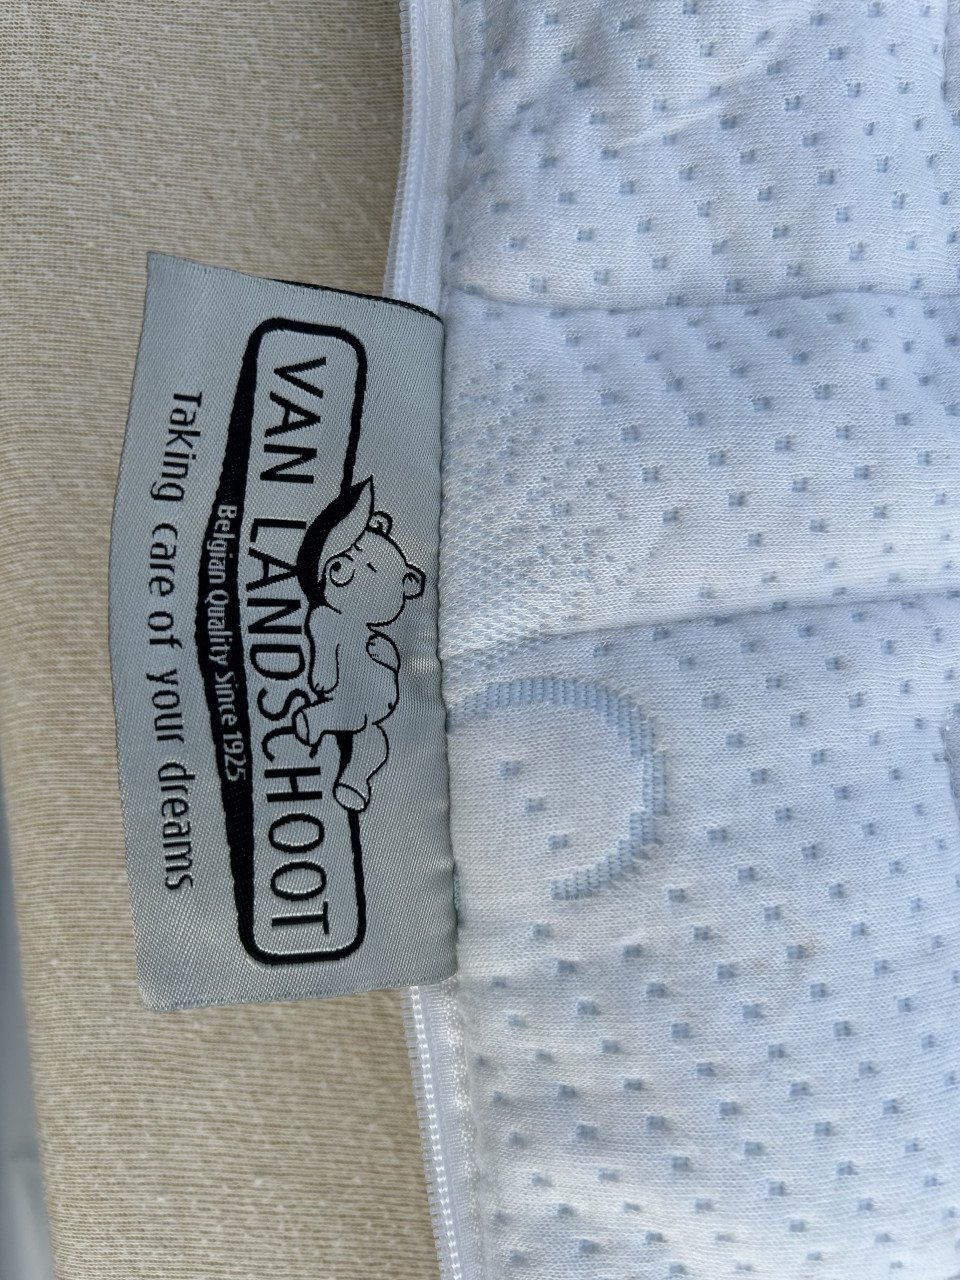 VAN LANDSCHOOT
Belgian Quality Since 1925
Taking care of your dreams